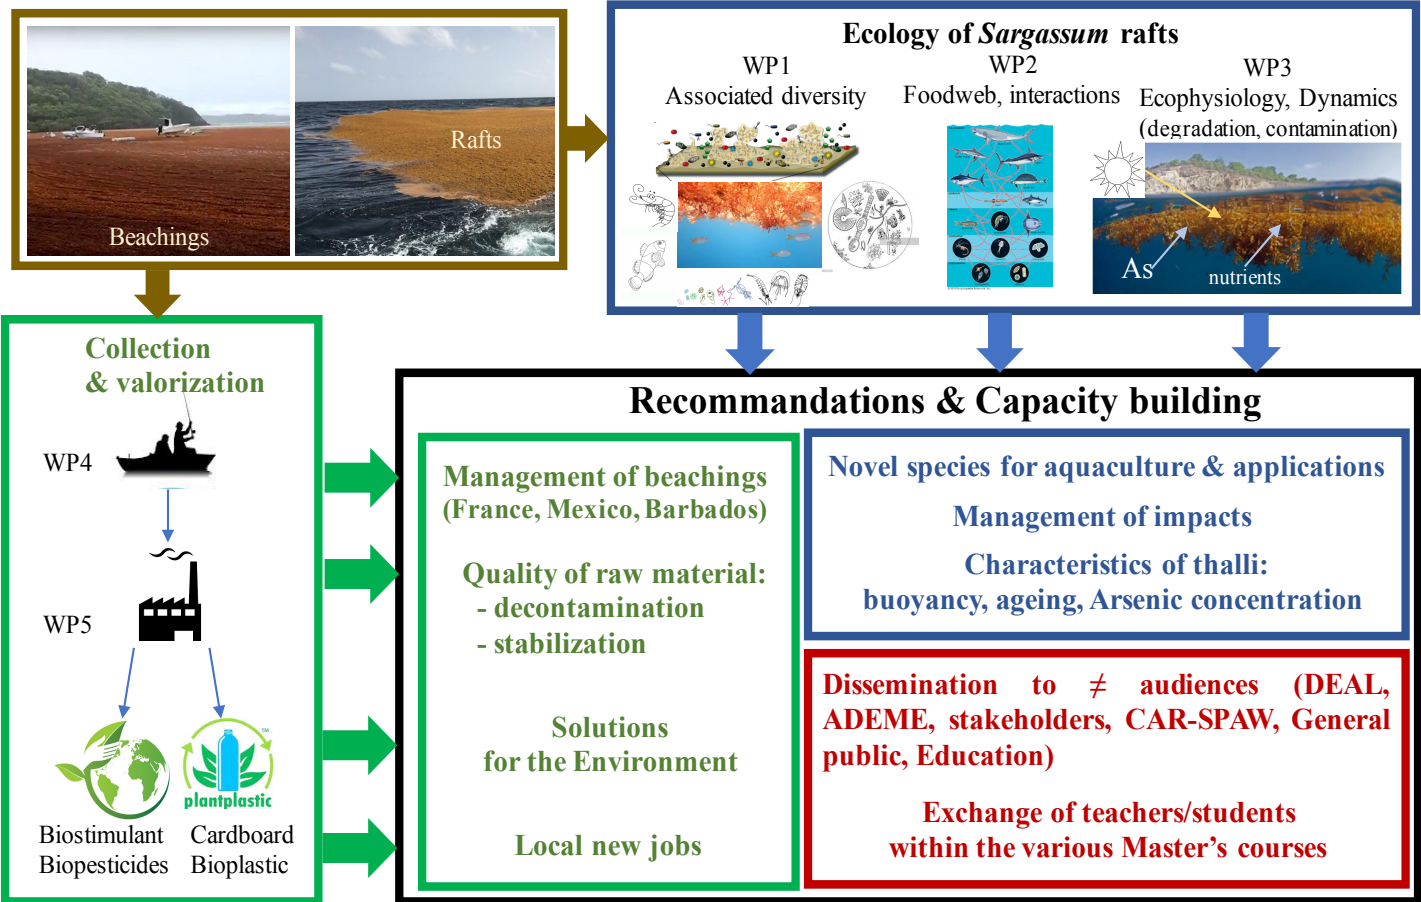 Beachings
Rafts
Ecology of Sargassum rafts
WP1
Associated diversity
WP2
Foodweb, interactions
WP3
Ecophysiology, Dynamics
(degradation, contamination)
As
nutrients
Collection
& valorization
WP4
WP5
plantplastic
TM
Biostimulant
Biopesticides
Cardboard
Bioplastic
Recommandations & Capacity building
Management of beachings
(France, Mexico, Barbados)
Quality of raw material:
- decontamination
- stabilization
Solutions
for the Environment
Local new jobs
Novel species for aquaculture & applications
Management of impacts
Characteristics of thalli:
buoyancy, ageing, Arsenic concentration
Dissemination to ≠ audiences (DEAL,
ADEME, stakeholders, CAR-SPAW, General
public, Education)
Exchange of teachers/students
within the various Master's courses